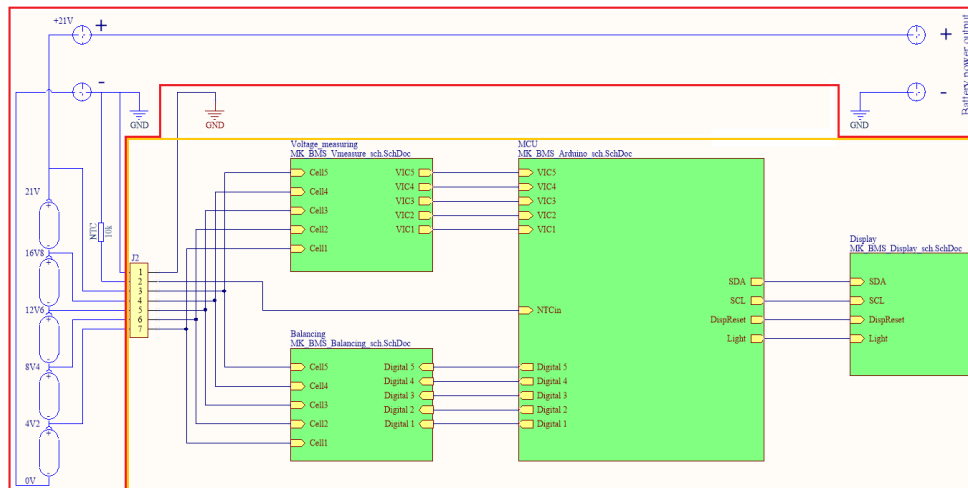 +21V
+
+
-
-
GND
GND
GND
Battery power output
Voltage_measuring
MK_BMS_Vmeasure_sch.SchDoc
Cell5
Cell4
Cell3
Cell2
Cell1
VIC5
VIC4
VIC3
VIC2
VIC1
MCU
MK_BMS_Arduino_sch.SchDoc
VIC5
VIC4
VIC3
VIC2
VIC1
NTCin
Digital 5
Digital 4
Digital 3
Digital 2
Digital 1
SDA
SCL
DispReset
Light
Display
MK_BMS_Display_sch.SchDoc
SDA
SCL
DispReset
Light
21V
16V8
12V6
8V4
4V2
0V
NTC
10k
J2
1
2
3
4
5
6
7
Balancing
MK_BMS_Balancing_sch.SchDoc
Cell5
Cell4
Cell3
Cell2
Cell1
Digital 5
Digital 4
Digital 3
Digital 2
Digital 1